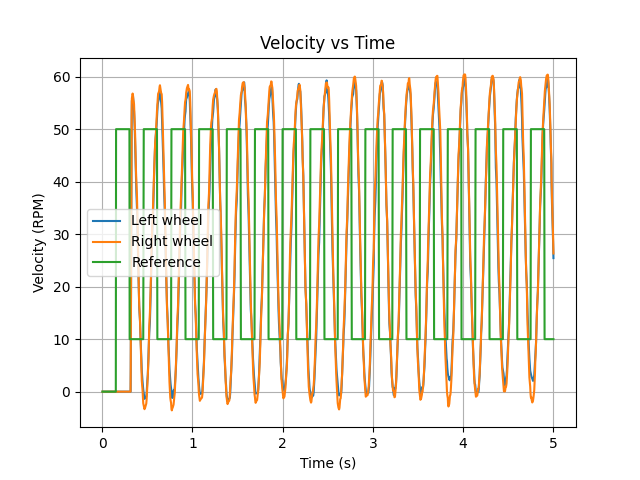 Velocity vs Time
60
50
40
30
20
10
0
Velocity (RPM)
Left wheel
Right wheel
Reference
0 1 2 3 4 5
Time (s)